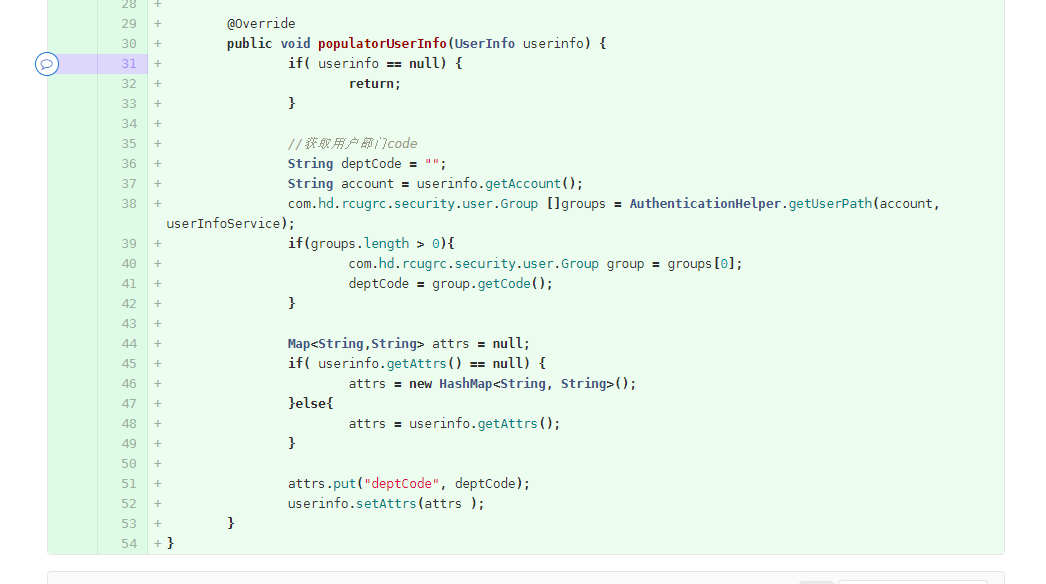 28 +
29 + @Override
30 + public void populatorUserInfo(UserInfo userinfo) {
31 + if( userinfo == null) {
32 + return;
33 + }
34 +
35 + //获取用户部门code
36 + String deptCode = "";
37 + String account = userinfo.getAccount();
38 + com.hd.rcugrc.security.user.Group []groups = AuthenticationHelper.getUserPath(account,
userInfoService);
39 + if(groups.length > 0){
40 + com.hd.rcugrc.security.user.Group group = groups[0];
41 + deptCode = group.getCode();
42 + }
43 +
44 + Map<String,String> attrs = null;
45 + if( userinfo.getAttrs() == null) {
46 + attrs = new HashMap<String, String>();
47 + }else{
48 + attrs = userinfo.getAttrs();
49 + }
50 +
51 + attrs.put("deptCode", deptCode);
52 + userinfo.setAttrs(attrs );
53 + }
54 + }